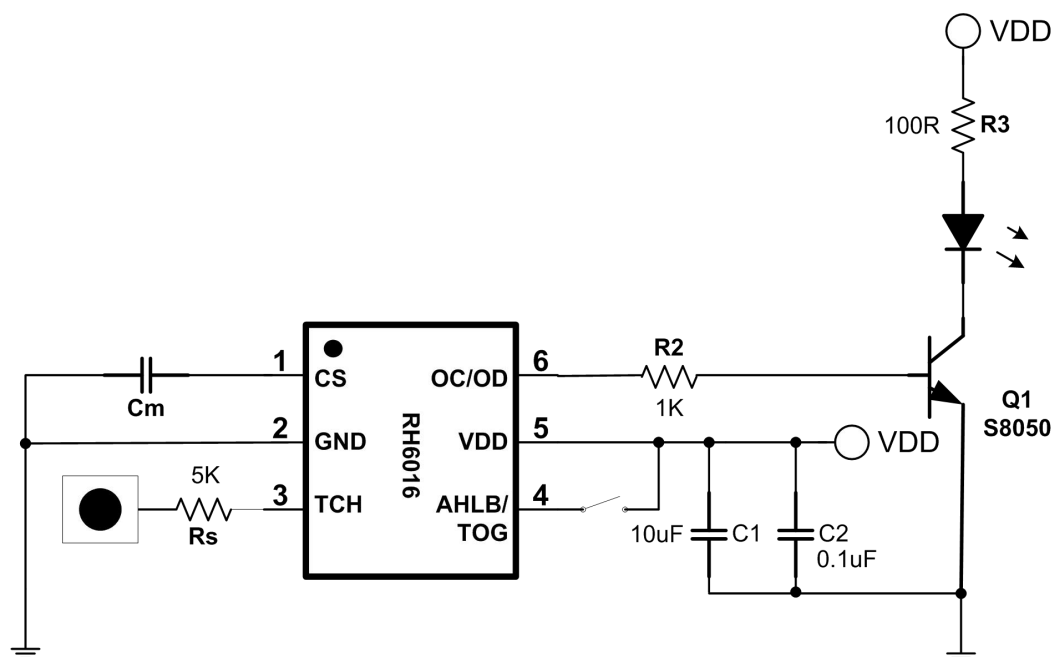 VDD
100R
R3
R2
1K
Q1
S8050
1
CS
Cm
OC/OD
6
2
GND
RH6016
VDD
5
VDD
5K
Rs
3
TCH
AHLB/
TOG
4
10uF
C1
C2
0.1uF